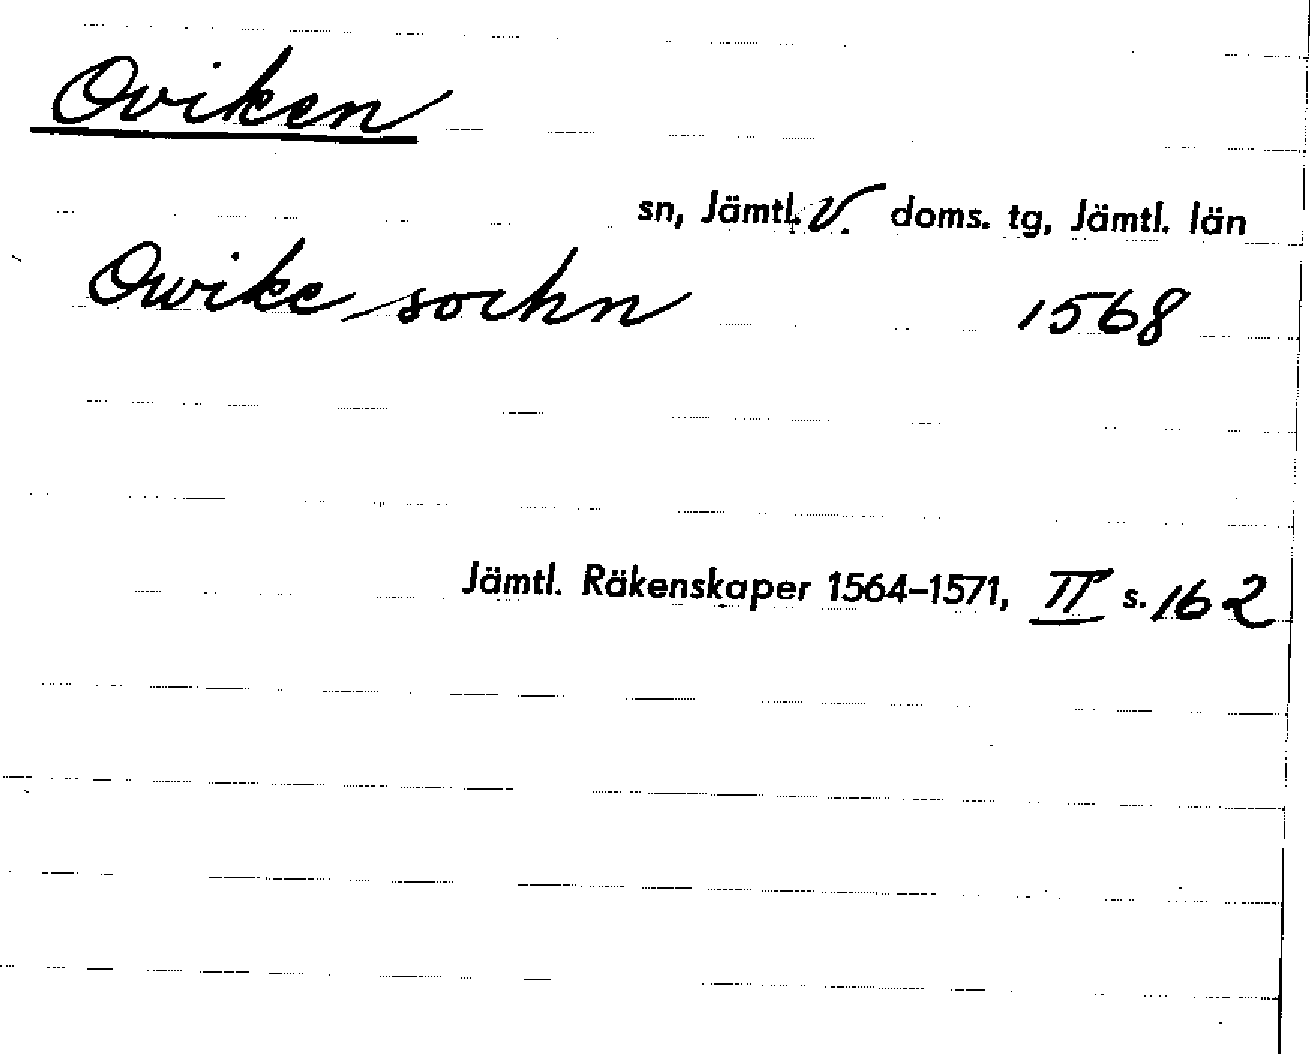 Oviken
sn, Jämtl. V. doms. tg, Jämtl. län
Owike sochn 1568
Jämtl. Räkenskaper 1564–1571, II s. 162